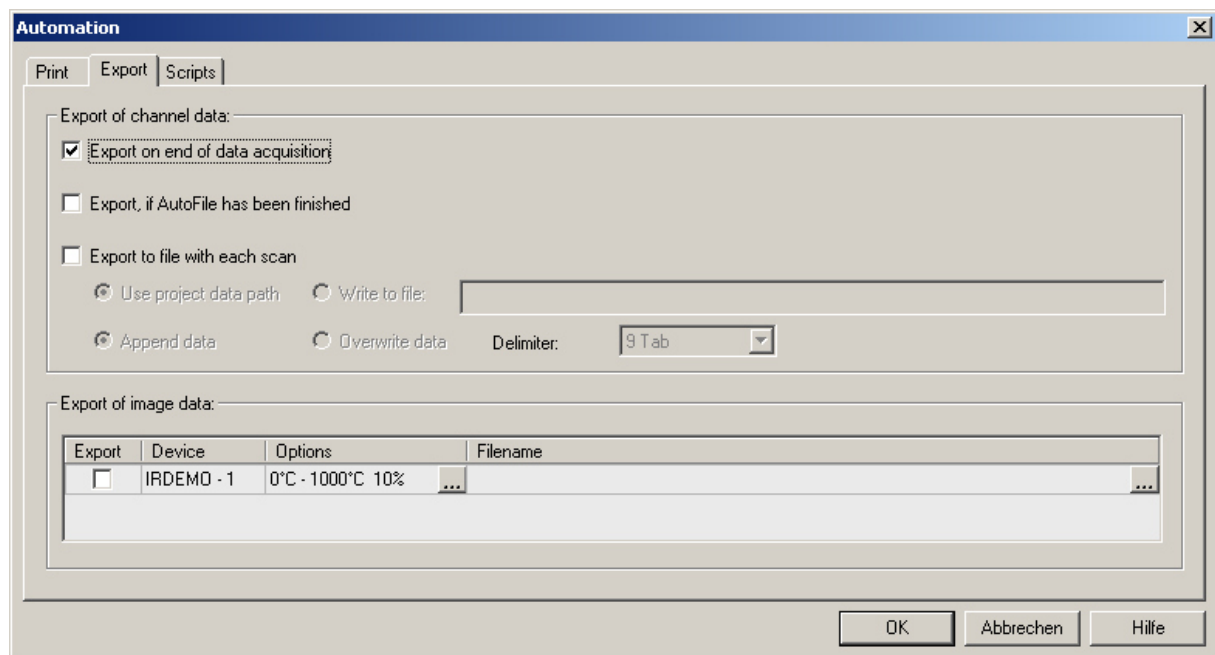 Automation
Print Export Scripts
Export of channel data:
Export on end of data acquisition
Export, if AutoFile has been finished
Export to file with each scan
Use project data path Write to file:
Append data Overwrite data Delimiter: 9 Tab
Export of image data:
Export Device Options Filename
IRDEMO - 1 0°C - 1000°C 10% ... ...
OK Abbrechen Hilfe